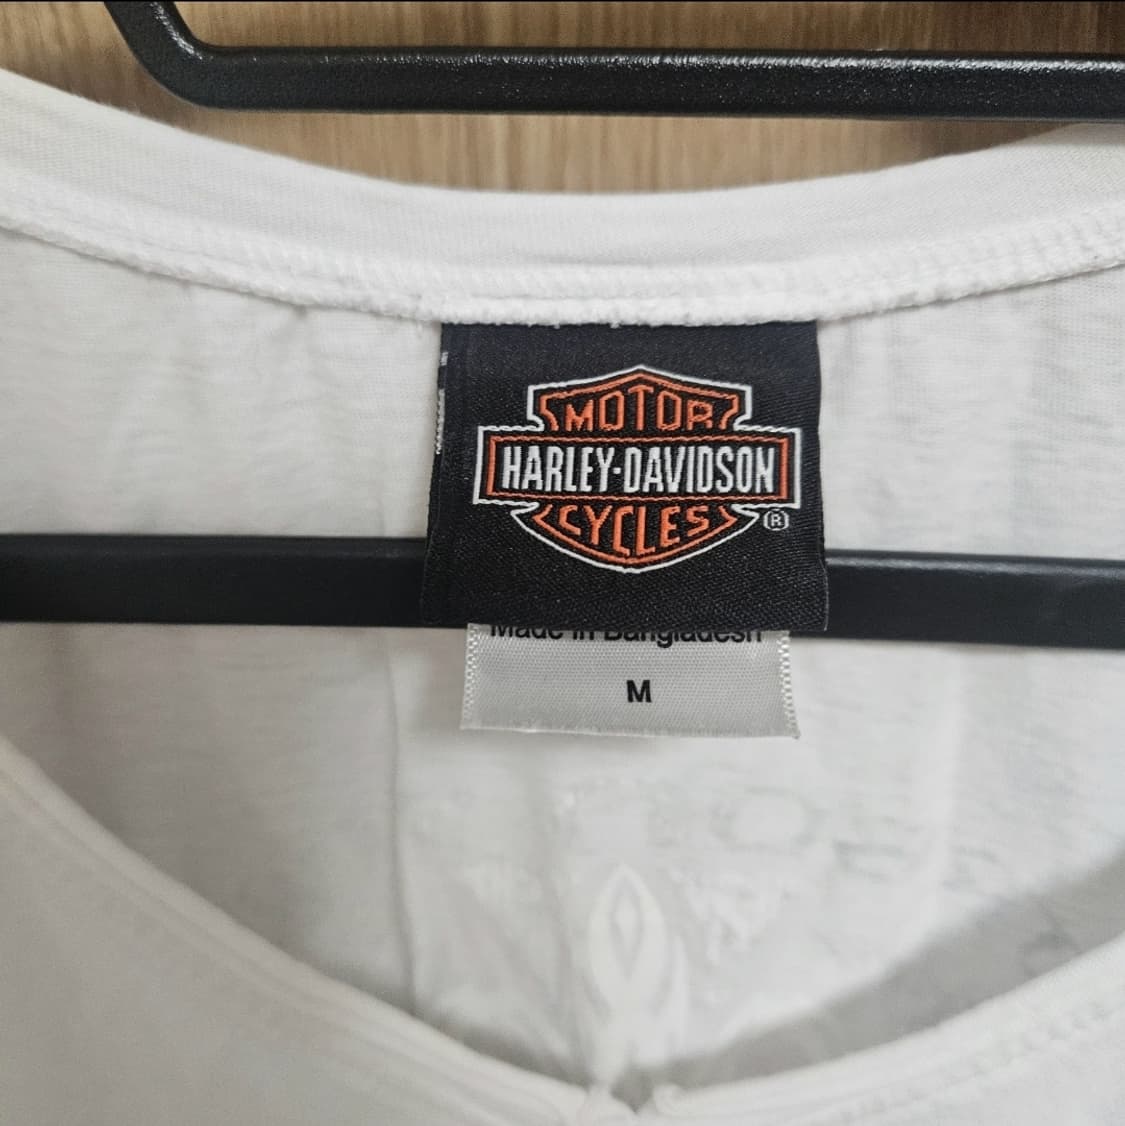 MOTOR
HARLEY-DAVIDSON
CYCLES
®
Made in Bangladesh
M